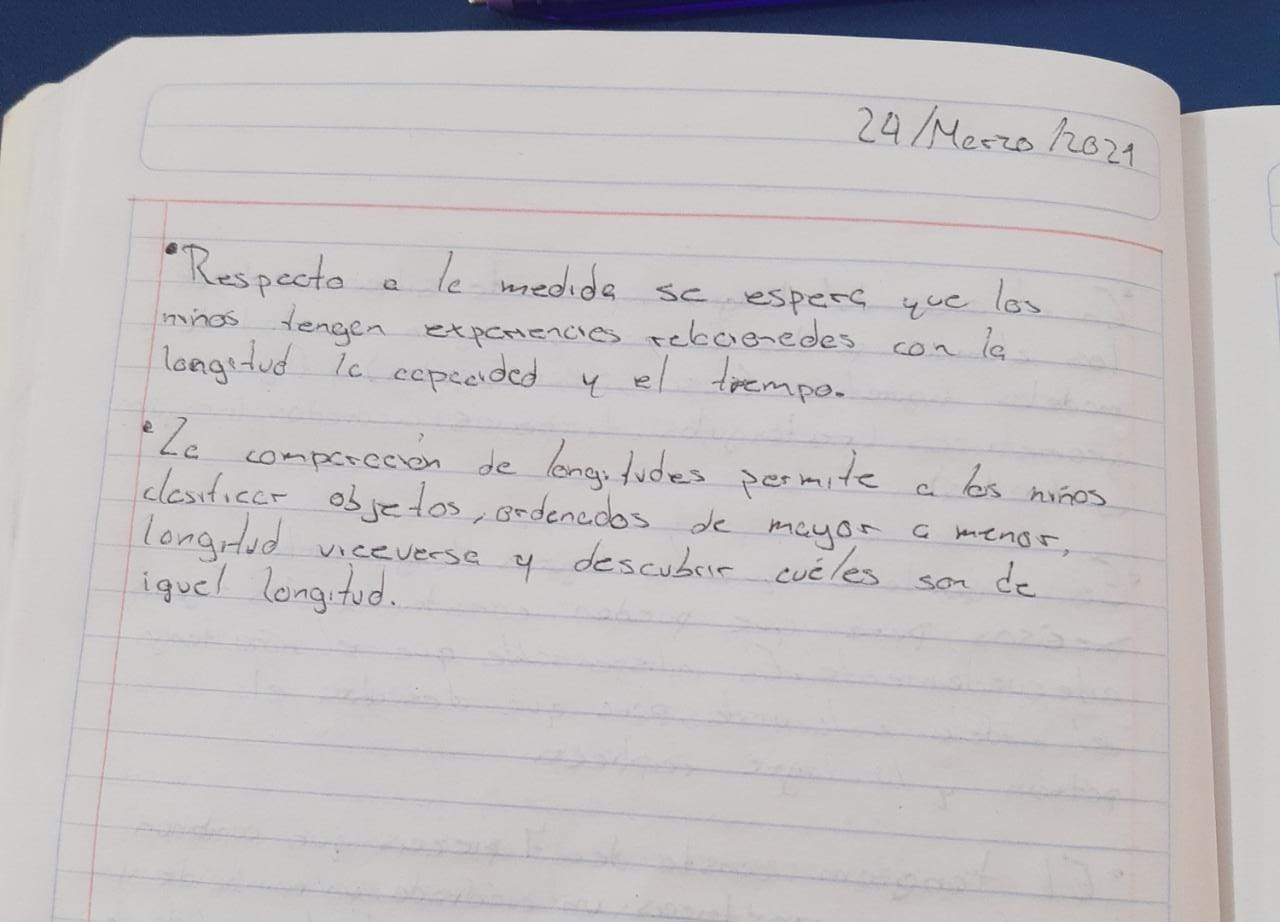 24/Marzo/2021
•Respecto a la medida se espera que los
niños tengan experiencias relacionadas con la
longitud la capacidad y el tiempo.
•La comparación de longitudes permite a los niños
clasificar objetos, ordenados de mayor a menor,
longitud viceversa y descubrir cuáles son de
igual longitud.